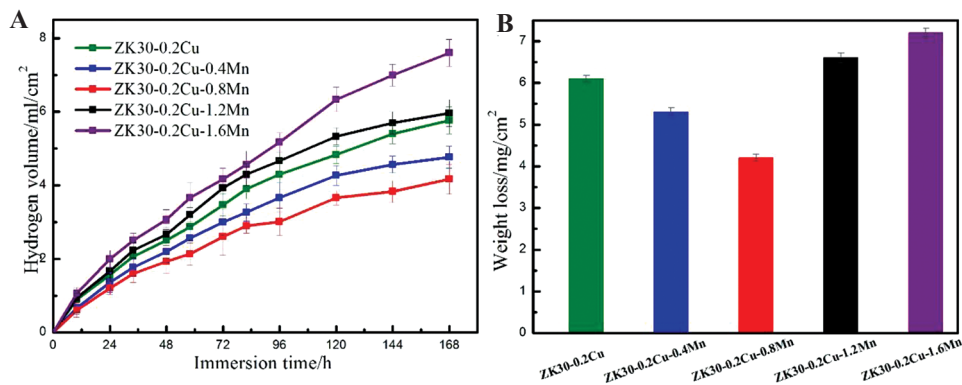 A
Hydrogen volume/ml/cm²
8
6
4
2
0
ZK30-0.2Cu
ZK30-0.2Cu-0.4Mn
ZK30-0.2Cu-0.8Mn
ZK30-0.2Cu-1.2Mn
ZK30-0.2Cu-1.6Mn
0 24 48 72 96 120 144 168
Immersion time/h
B
Weight loss/mg/cm²
7
6
5
4
3
2
1
0
ZK30-0.2Cu
ZK30-0.2Cu-0.4Mn
ZK30-0.2Cu-0.8Mn
ZK30-0.2Cu-1.2Mn
ZK30-0.2Cu-1.6Mn